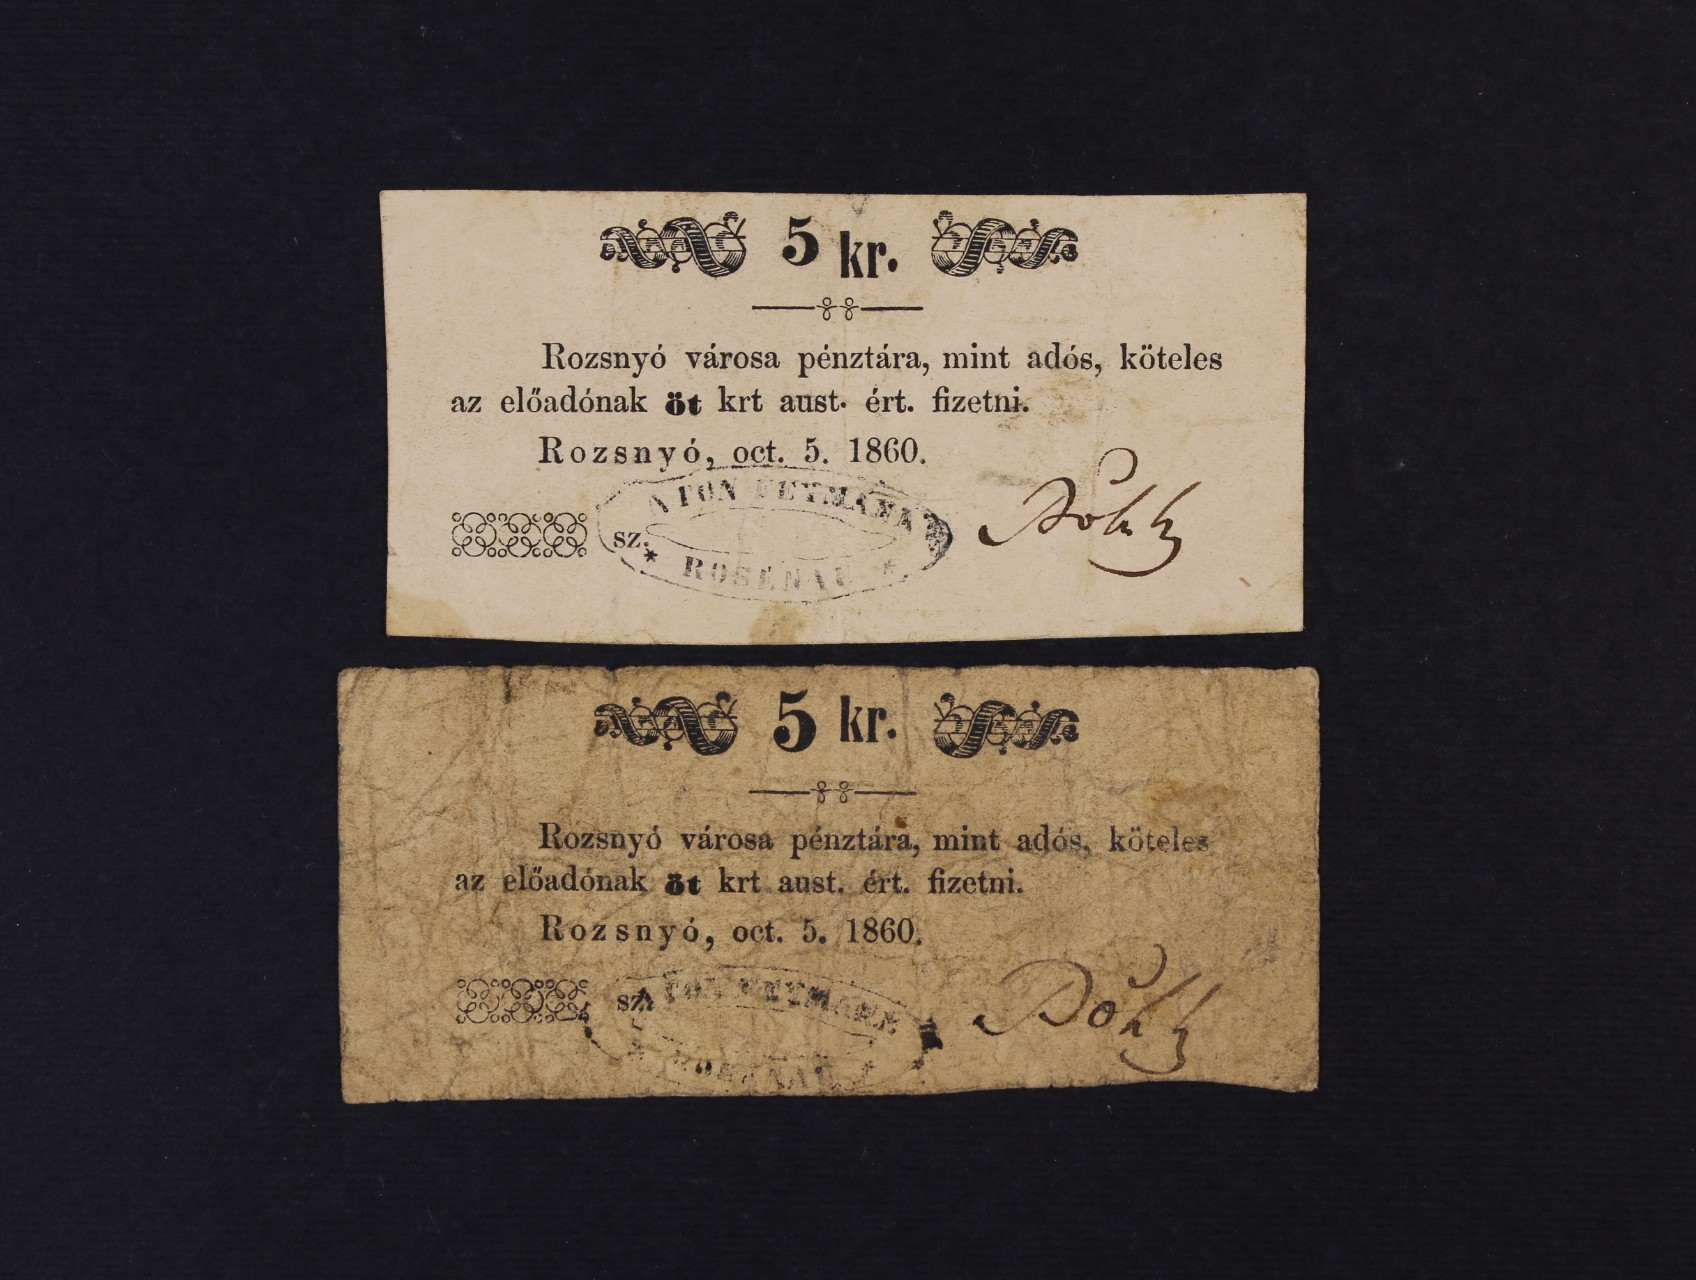 5 kr.
Rozsnyó városa pénztára, mint adós, köteles
az előadónak öt krt aust. ért. fizetni.
Rozsnyó, oct. 5. 1860.
sz.
ROSENAU
5 kr.
Rozsnyó városa pénztára, mint adós, köteles
az előadónak öt krt aust. ért. fizetni.
Rozsnyó, oct. 5. 1860.
sz.